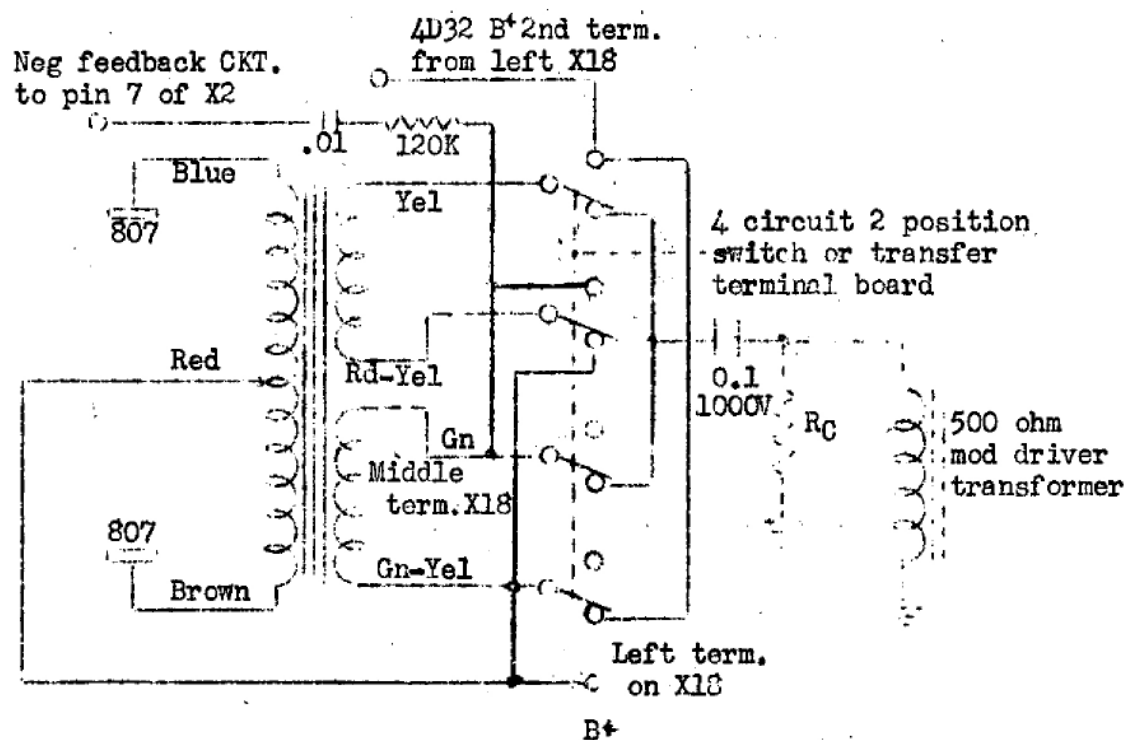 4D32 B+ 2nd term.
from left X18
Neg feedback CKT.
to pin 7 of X2
.01
120K
Blue
807
Yel
4 circuit 2 position
switch or transfer
terminal board
Red
Rd-Yel
0.1
1000V
RC
500 ohm
mod driver
transformer
Gn
Middle
term.X18
807
Gn-Yel
Brown
Left term.
on X18
B+